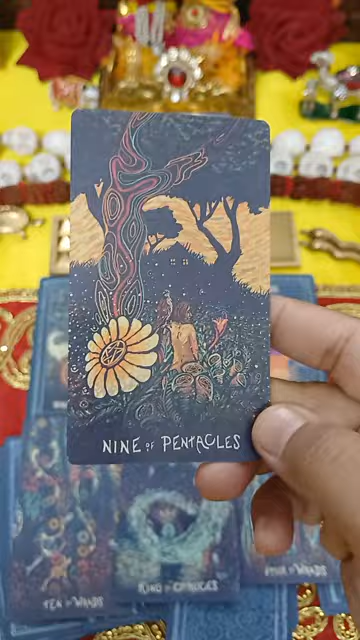 NINE OF PENTACLES
TEN OF WANDS
KING OF CHALICES
FOUR OF WANDS